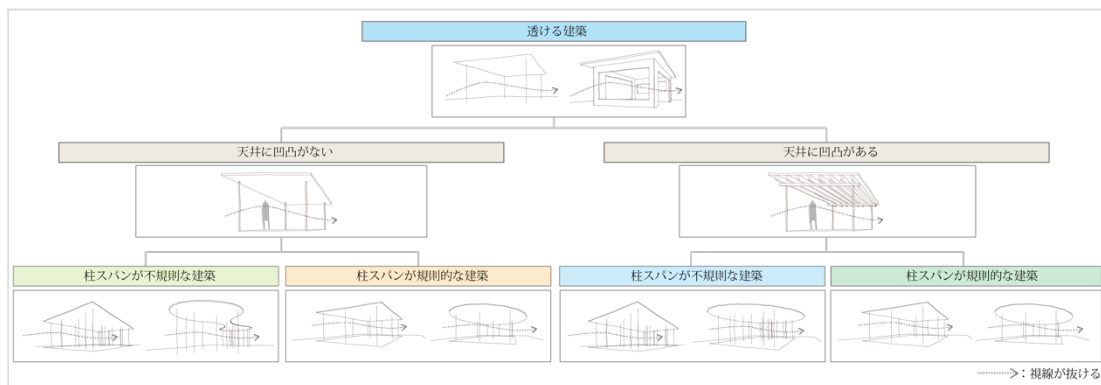 透ける建築
天井に凹凸がない
天井に凹凸がある
柱スパンが不規則な建築
柱スパンが規則的な建築
柱スパンが不規則な建築
柱スパンが規則的な建築
：視線が抜ける